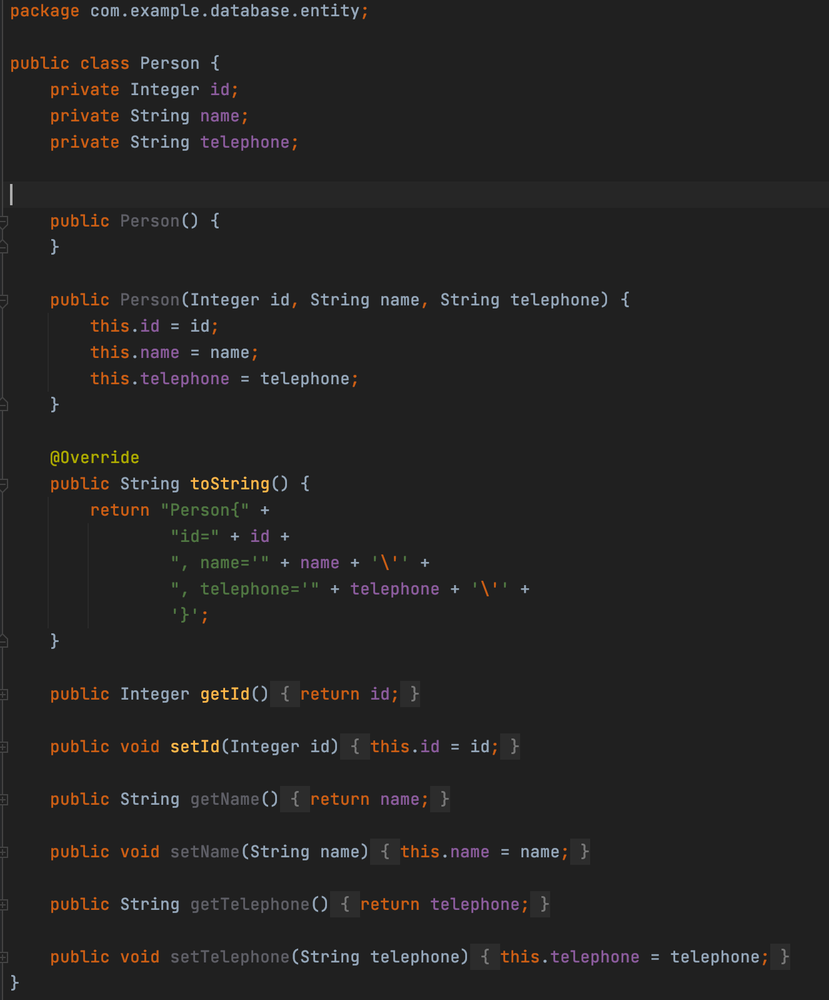 package com.example.database.entity;
public class Person {
    private Integer id;
    private String name;
    private String telephone;
    public Person() {
    }
    public Person(Integer id, String name, String telephone) {
        this.id = id;
        this.name = name;
        this.telephone = telephone;
    }
    @Override
    public String toString() {
        return "Person{" +
                "id=" + id +
                ", name='" + name + '\'' +
                ", telephone='" + telephone + '\'' +
                '}';
    }
    public Integer getId() { return id; }
    public void setId(Integer id) { this.id = id; }
    public String getName() { return name; }
    public void setName(String name) { this.name = name; }
    public String getTelephone() { return telephone; }
    public void setTelephone(String telephone) { this.telephone = telephone; }
}